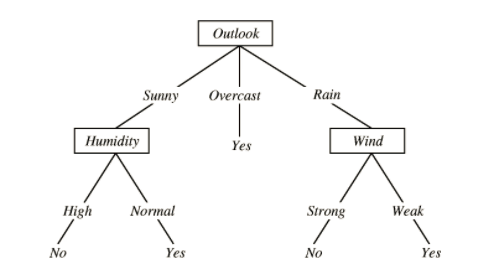 Outlook
Sunny Overcast Rain
Humidity Yes Wind
High Normal Strong Weak
No Yes No Yes